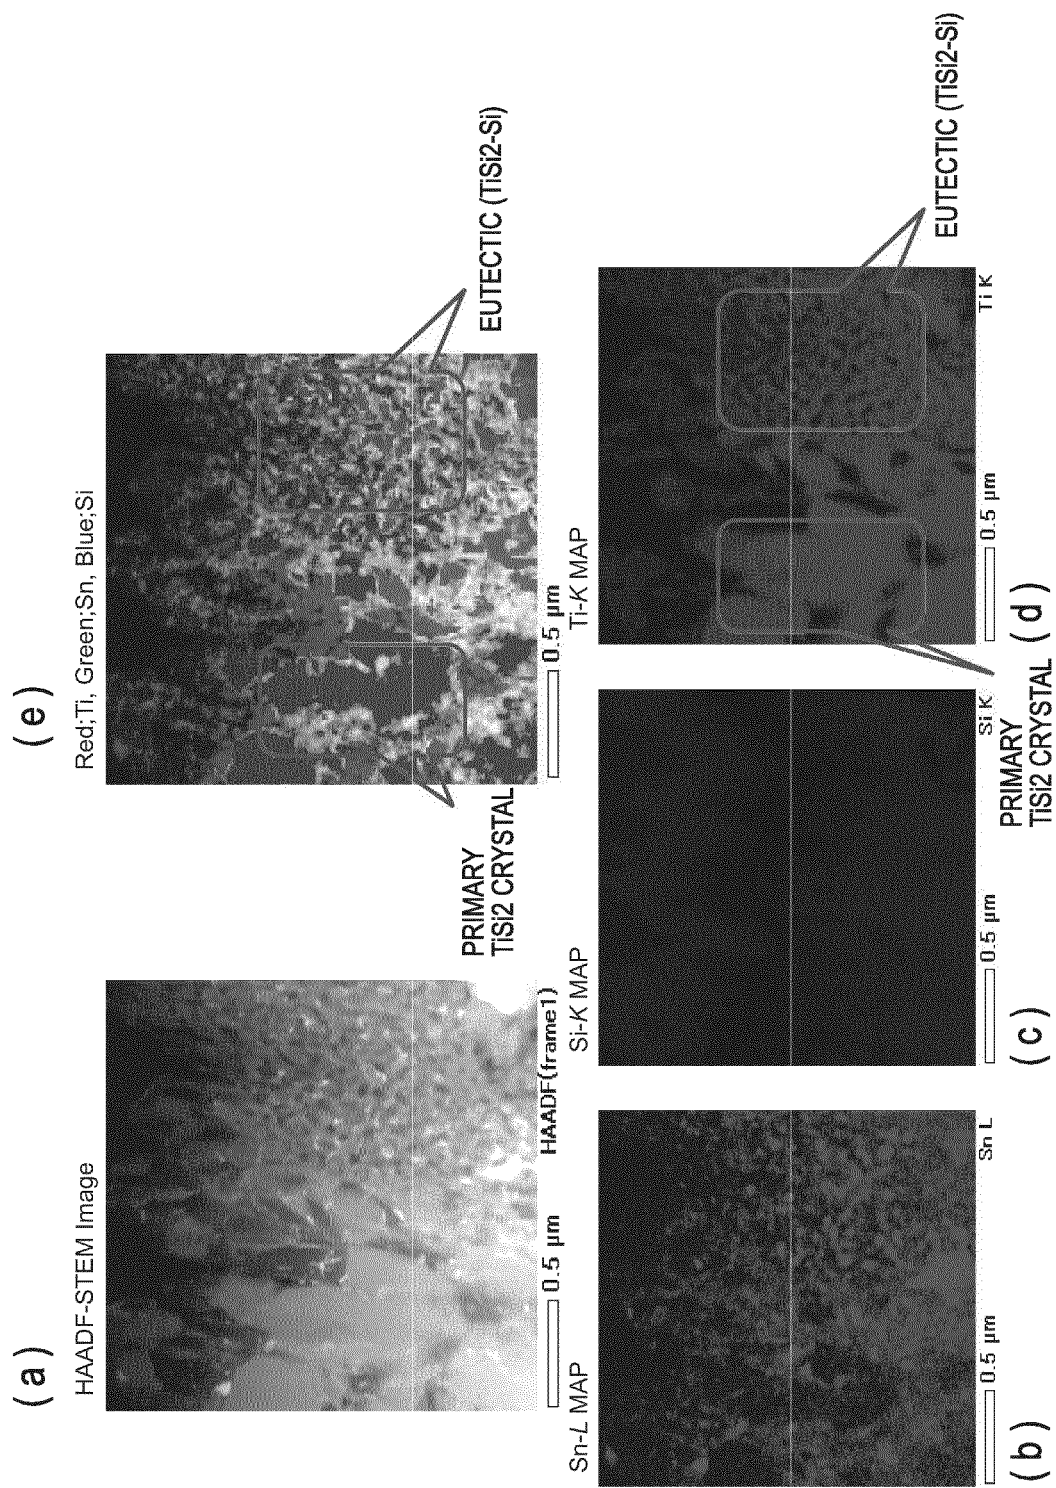 ( a )
HAADF-STEM Image
0.5 µm
HAADF(frame1)
( e )
Red;Ti, Green;Sn, Blue;Si
0.5 µm
PRIMARY
TiSi2 CRYSTAL
EUTECTIC (TiSi2-Si)
Sn-L MAP
0.5 µm
Sn L
( b )
Si-K MAP
0.5 µm
Si K
( c )
Ti-K MAP
0.5 µm
Ti K
( d )
PRIMARY
TiSi2 CRYSTAL
EUTECTIC (TiSi2-Si)